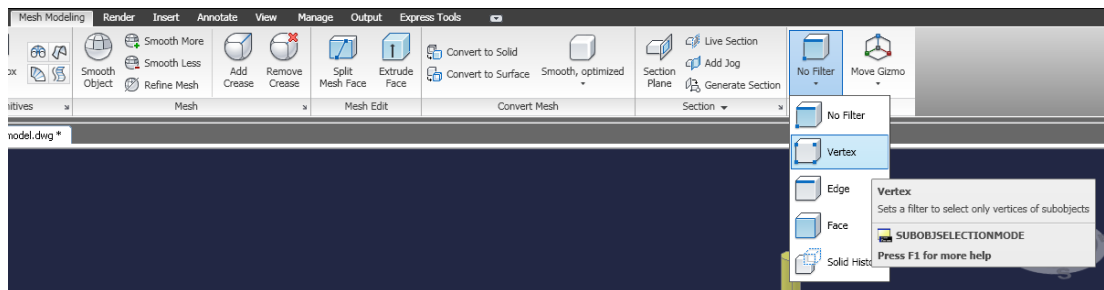 Mesh Modeling Render Insert Annotate View Manage Output Express Tools
Smooth More
Smooth Less
Refine Mesh
Smooth Object
Add Crease
Remove Crease
Split Mesh Face
Extrude Face
Convert to Solid
Convert to Surface
Smooth, optimized
Section Plane
Live Section
Add Jog
Generate Section
No Filter
Move Gizmo
Mesh
Mesh Edit
Convert Mesh
Section
model.dwg *
No Filter
Vertex
Edge
Face
Vertex
Sets a filter to select only vertices of subobjects
SUBOBJSELECTIONMODE
Press F1 for more help
Solid
S